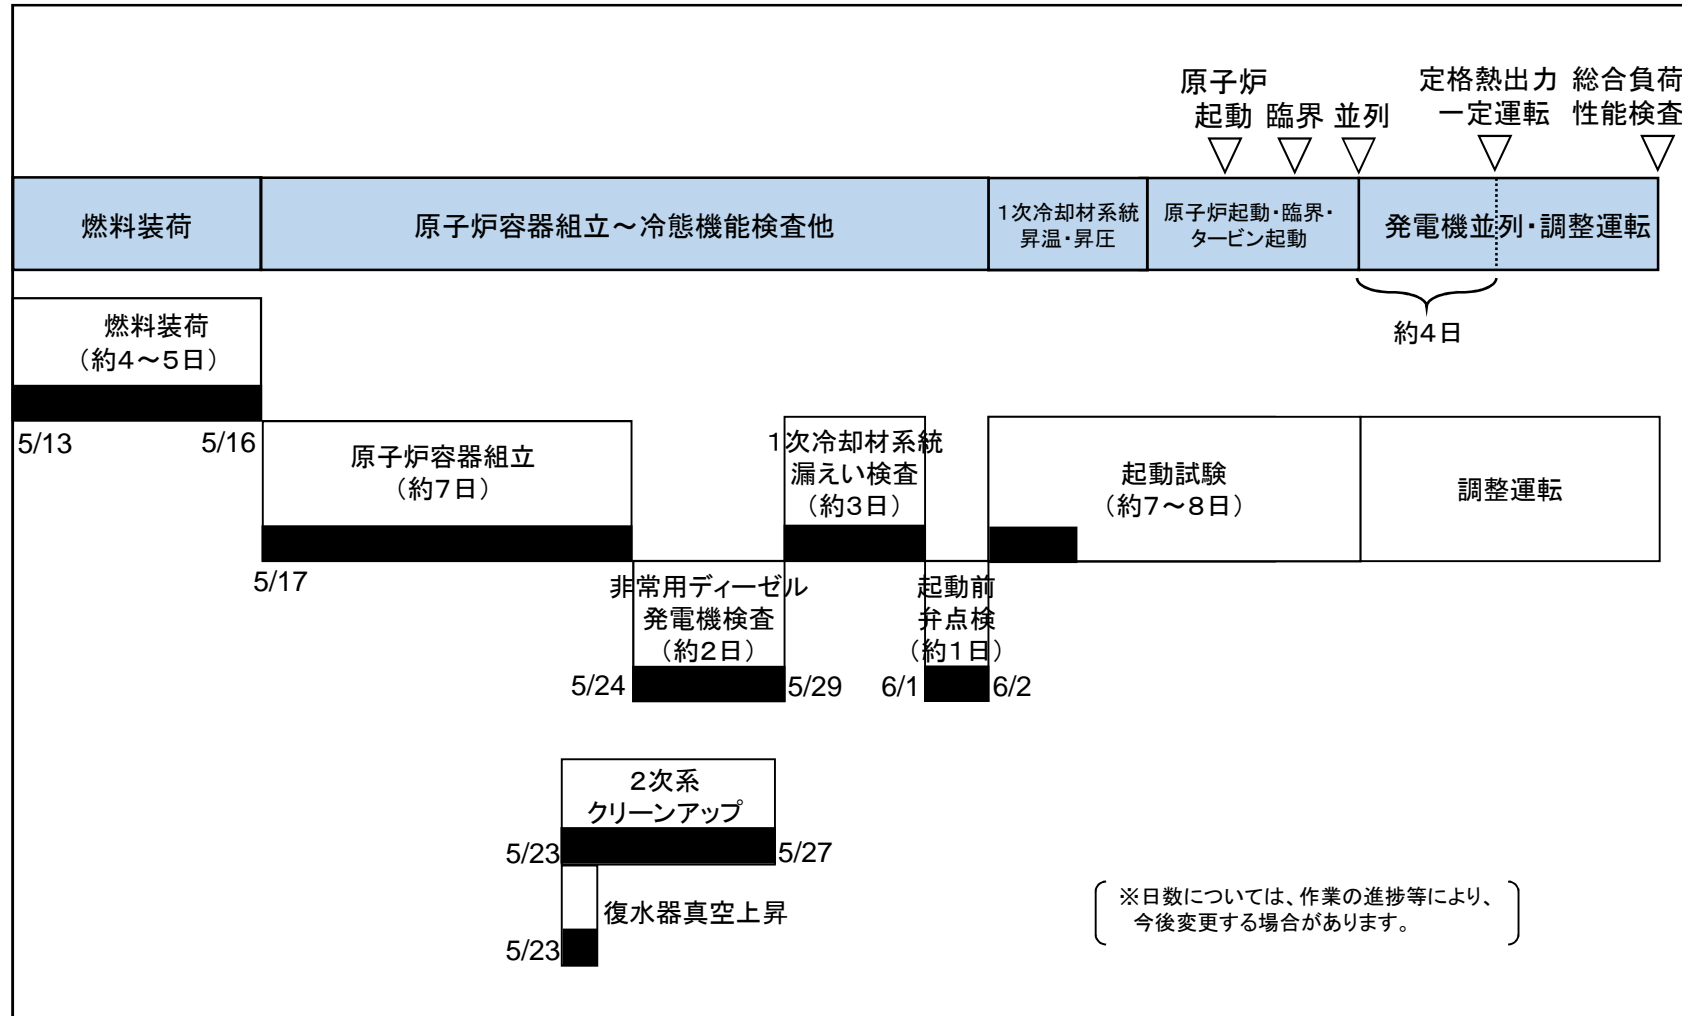 原子炉
起動
臨界
並列
定格熱出力
一定運転
総合負荷
性能検査
燃料装荷
原子炉容器組立～冷態機能検査他
1次冷却材系統
昇温・昇圧
原子炉起動・臨界・
タービン起動
発電機並列・調整運転
約4日
燃料装荷
（約4～5日）
5/13
5/16
原子炉容器組立
（約7日）
5/17
1次冷却材系統
漏えい検査
（約3日）
起動試験
（約7～8日）
調整運転
非常用ディーゼル
発電機検査
（約2日）
5/24
5/29
起動前
弁点検
（約1日）
6/1
6/2
2次系
クリーンアップ
5/23
5/27
復水器真空上昇
5/23
※日数については、作業の進捗等により、
今後変更する場合があります。